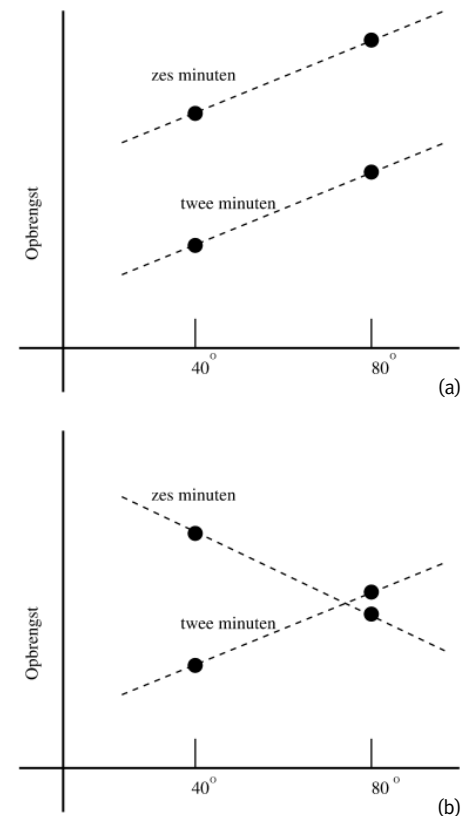 zes minuten
twee minuten
Opbrengst
40°
80°
(a)
zes minuten
twee minuten
Opbrengst
40°
80°
(b)